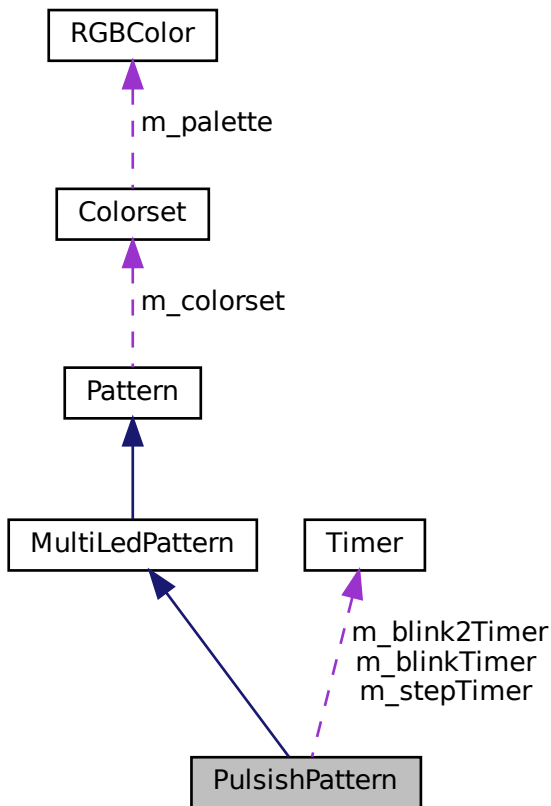 RGBColor
m_palette
Colorset
m_colorset
Pattern
MultiLedPattern
Timer
m_blink2Timer
m_blinkTimer
m_stepTimer
PulsishPattern